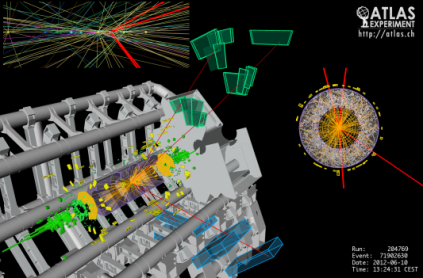 ATLAS
EXPERIMENT
http://atlas.ch
Run: 204769
Event: 71902630
Date: 2012-06-10
Time: 13:24:31 CEST